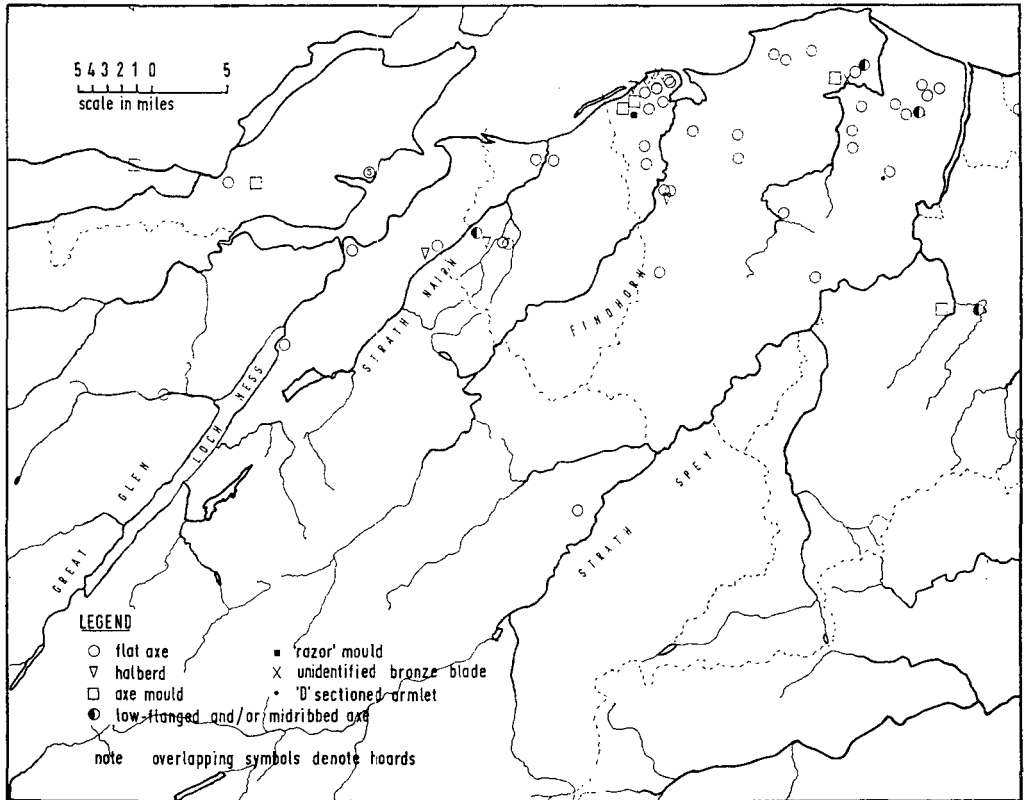 5 4 3 2 1 0 5
scale in miles
STRATH NAIRN
FINDHORN
LOCH NESS
GREAT GLEN
STRATH SPEY
S
LEGEND
flat axe
halberd
axe mould
low-flanged and/or midribbed axe
'razor' mould
unidentified bronze blade
'D' sectioned armlet
note overlapping symbols denote hoards